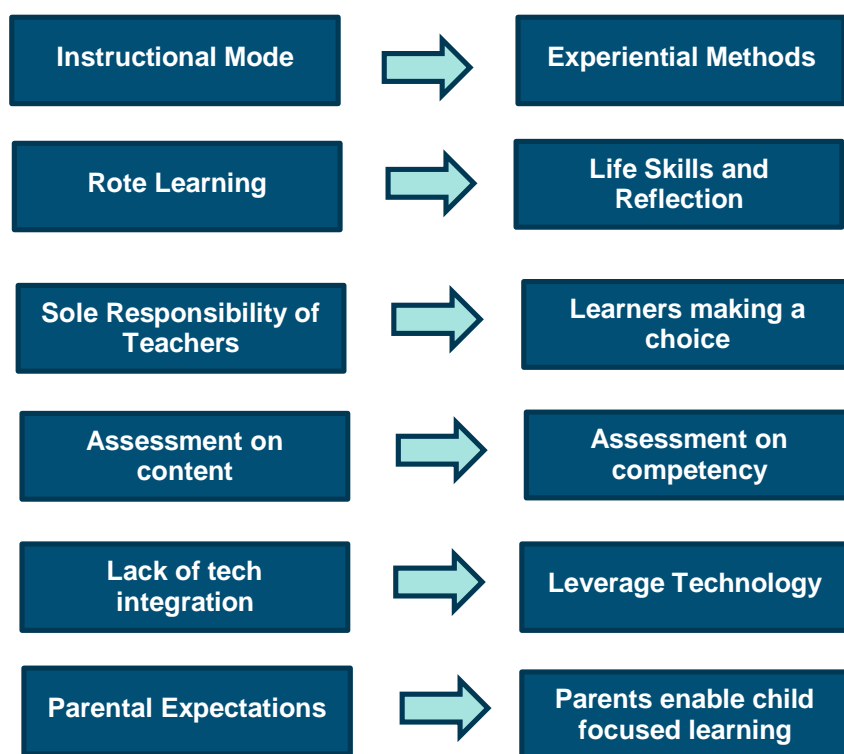 Instructional Mode
Experiential Methods
Rote Learning
Life Skills and
Reflection
Sole Responsibility of
Teachers
Learners making a
choice
Assessment on
content
Assessment on
competency
Lack of tech
integration
Leverage Technology
Parental Expectations
Parents enable child
focused learning